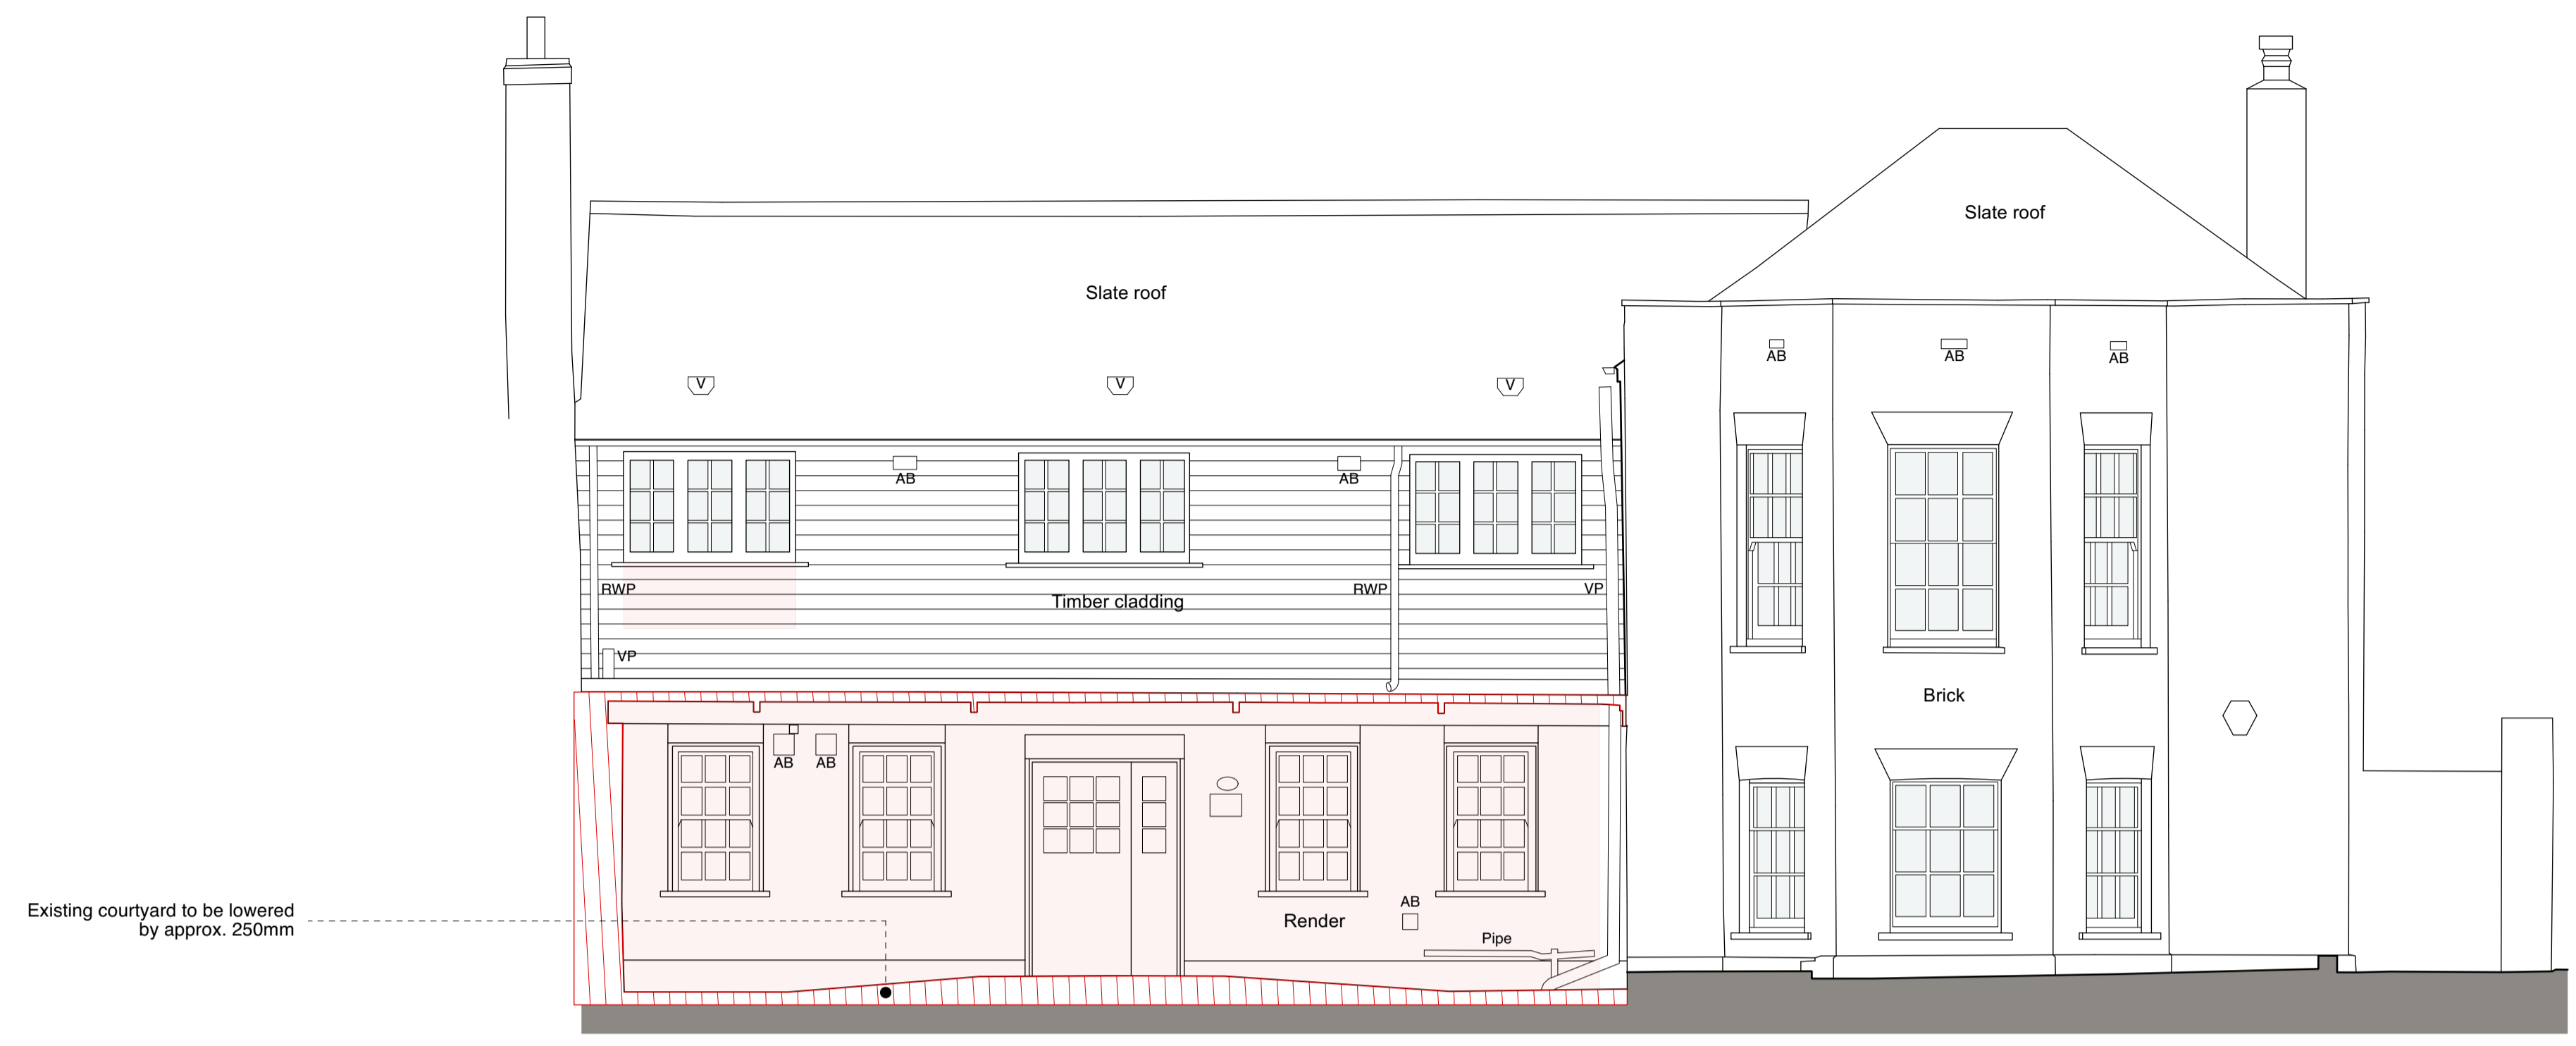 Slate roof
Slate roof
V
V
V
AB
AB
AB
AB
AB
RWP
Timber cladding
RWP
VP
VP
Brick
AB
AB
AB
Existing courtyard to be lowered
by approx. 250mm
Render
Pipe